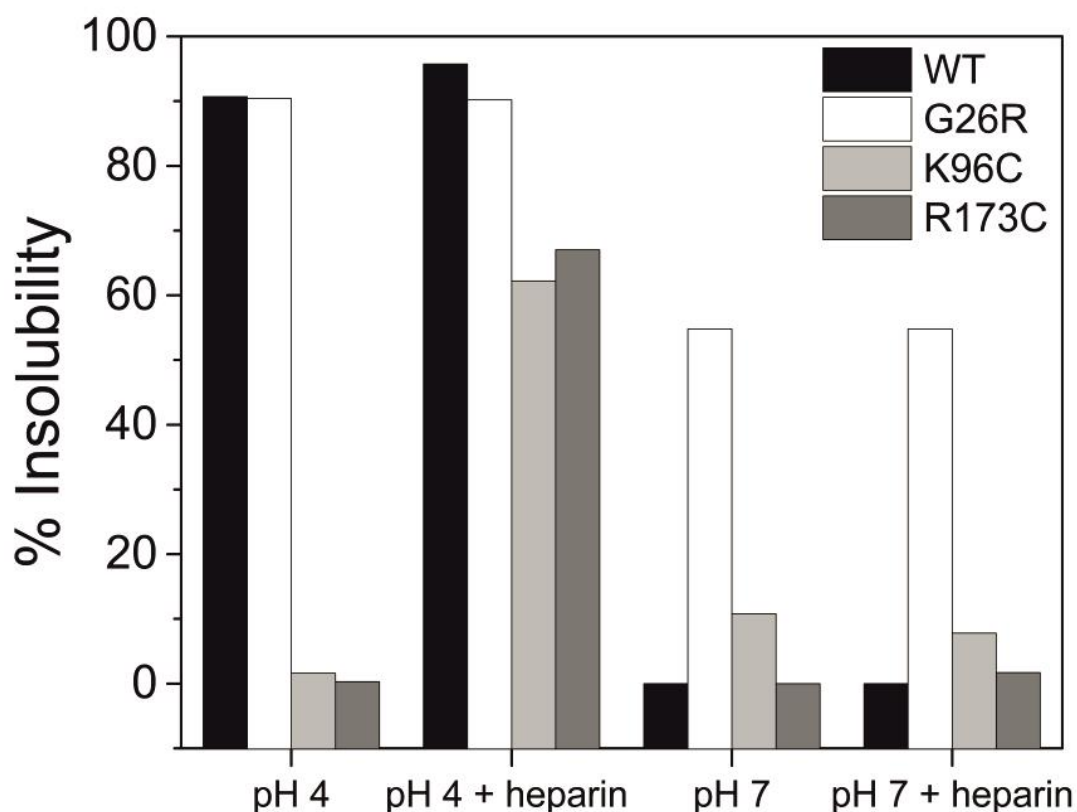 % Insolubility
100
80
60
40
20
0
WT
G26R
K96C
R173C
pH 4
pH 4 + heparin
pH 7
pH 7 + heparin